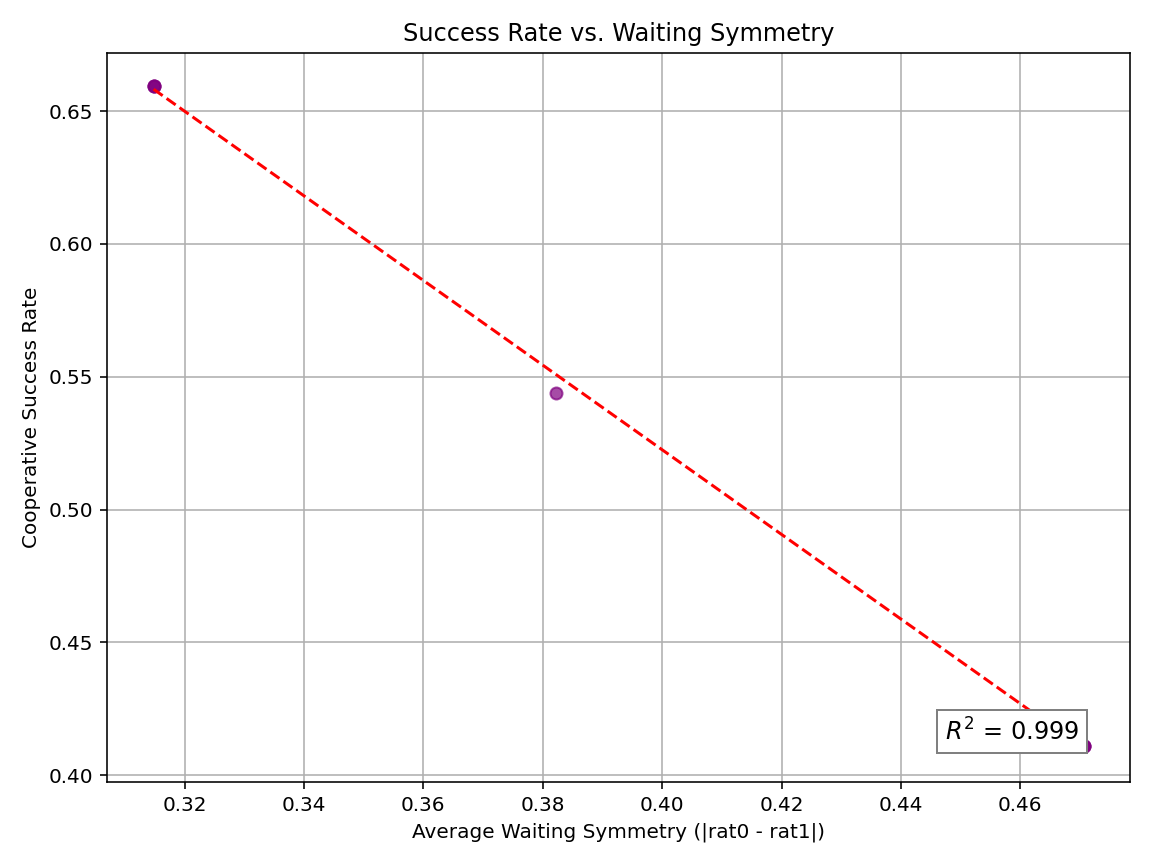 Success Rate vs. Waiting Symmetry
Cooperative Success Rate
0.65
0.60
0.55
0.50
0.45
0.40
R² = 0.999
0.32 0.34 0.36 0.38 0.40 0.42 0.44 0.46
Average Waiting Symmetry (|rat0 - rat1|)